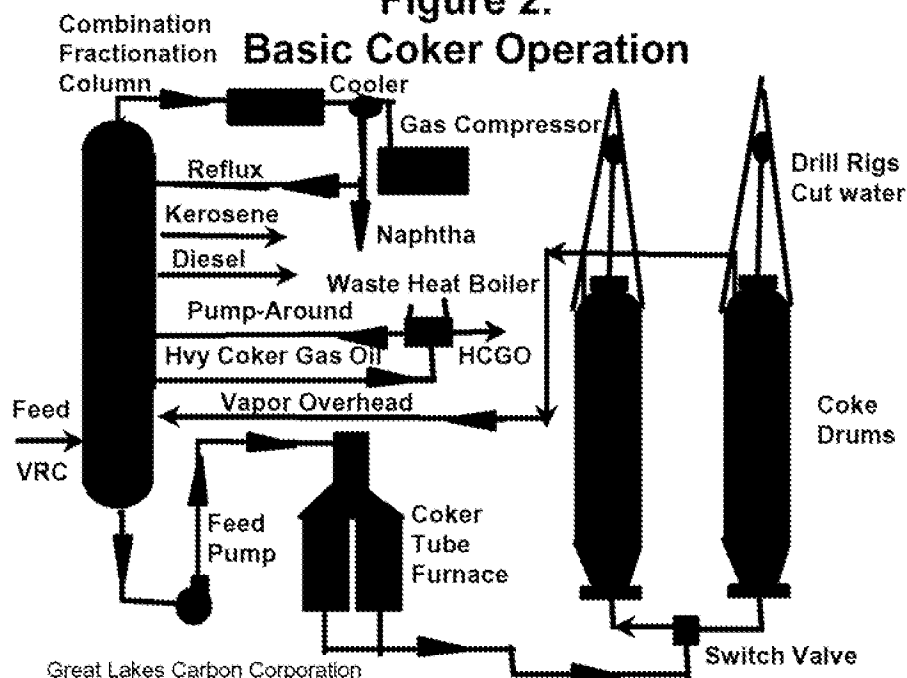 Figure 2.
Basic Coker Operation
Combination
Fractionation
Column
Cooler
Gas Compressor
Drill Rigs
Cut water
Reflux
Kerosene
Naphtha
Diesel
Waste Heat Boiler
Pump-Around
Hvy Coker Gas Oil
HCGO
Vapor Overhead
Feed
VRC
Coke
Drums
Feed
Pump
Coker
Tube
Furnace
Switch Valve
Great Lakes Carbon Corporation